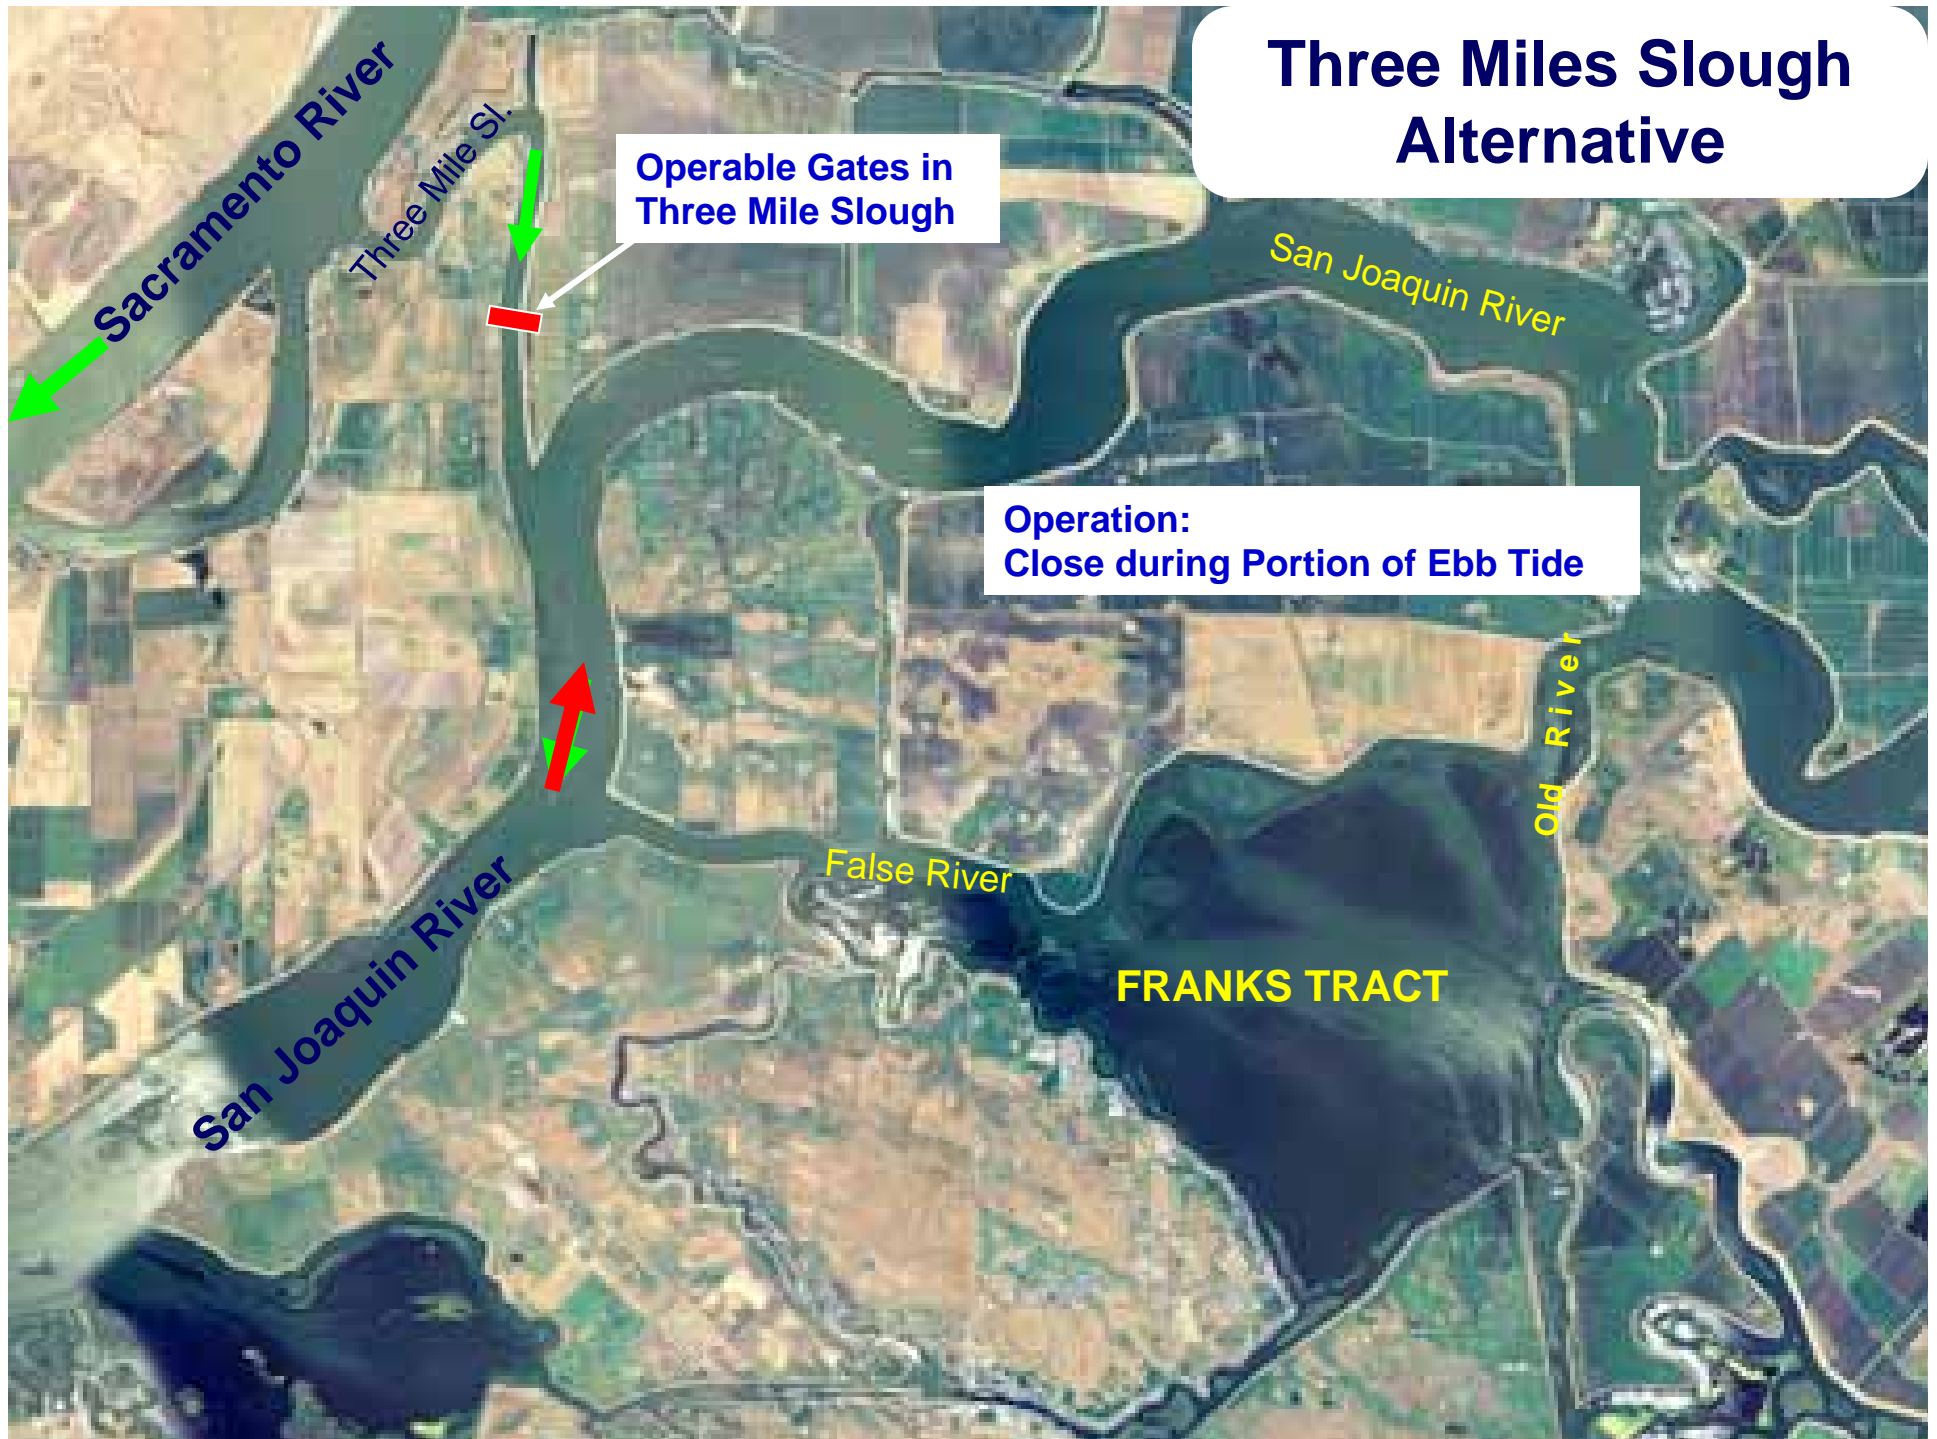 Three Miles Slough
Alternative
Sacramento River
Three Mile Sl.
Operable Gates in
Three Mile Slough
San Joaquin River
Operation:
Close during Portion of Ebb Tide
Old River
False River
San Joaquin River
FRANKS TRACT